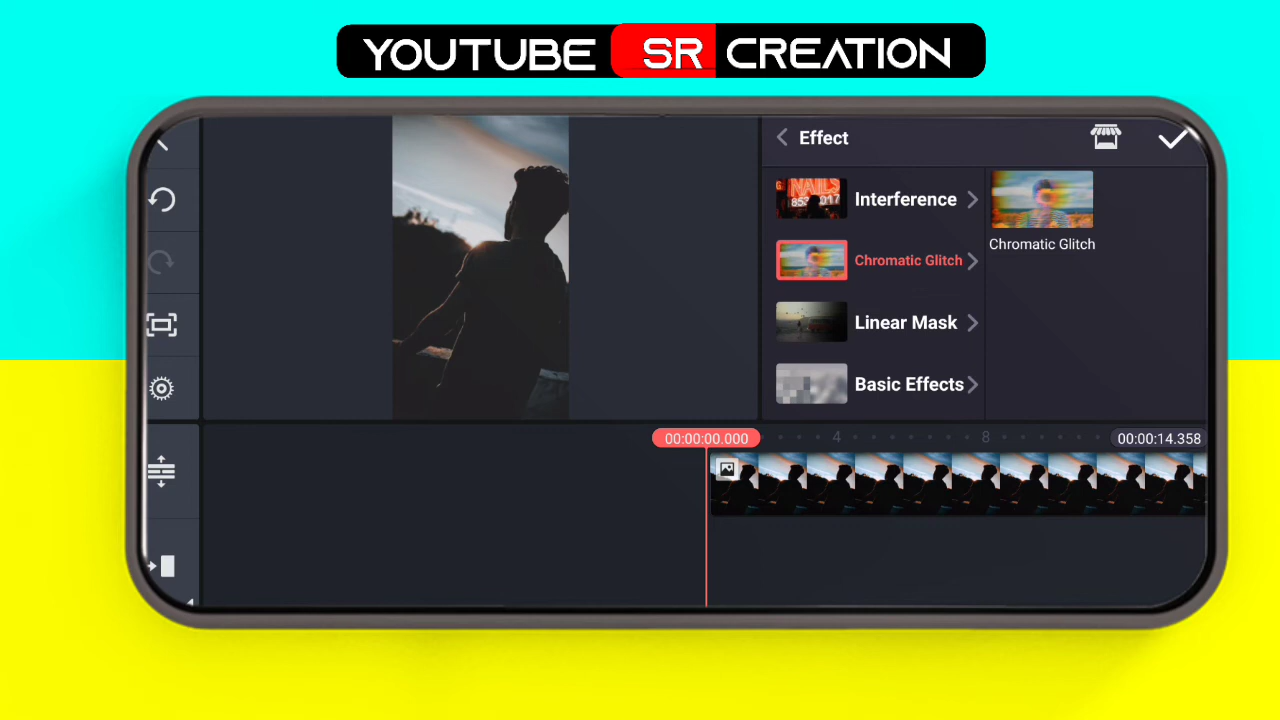 YOUTUBE SR CREATION
Effect
Interference
Chromatic Glitch
Chromatic Glitch
Linear Mask
Basic Effects
00:00:00.000
4
8
00:00:14.358
NAILS